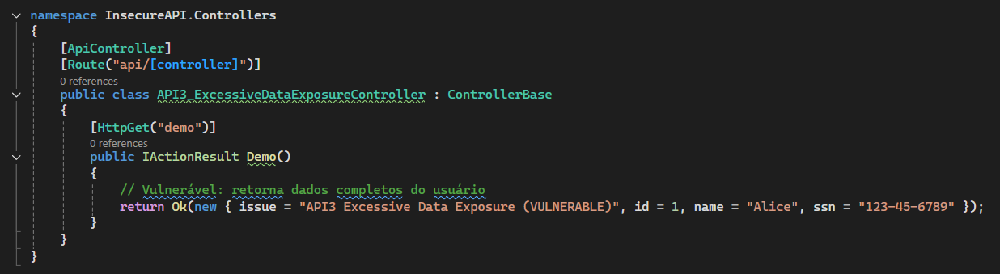 namespace InsecureAPI.Controllers
{
[ApiController]
[Route("api/[controller]")]
0 references
public class API3_ExcessiveDataExposureController : ControllerBase
{
[HttpGet("demo")]
0 references
public IActionResult Demo()
{
// Vulnerável: retorna dados completos do usuário
return Ok(new { issue = "API3 Excessive Data Exposure (VULNERABLE)", id = 1, name = "Alice", ssn = "123-45-6789" });
}
}
}